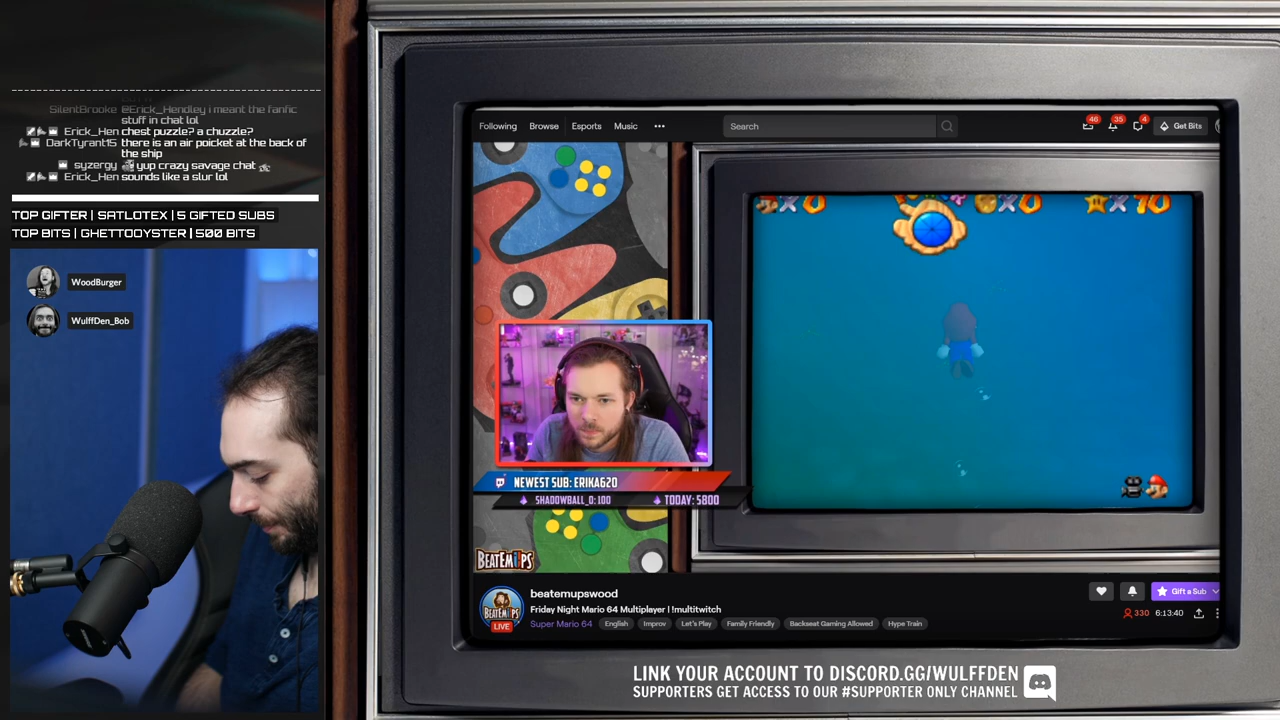 SilentBrooke @Erick_Hendley i meant the fanfic
stuff in chat lol
Erick_Hen chest puzzle? a chuzzle?
DarkTyrant15 there is an air poicket at the back of
the ship
syzergy yup crazy savage chat
Erick_Hen sounds like a slur lol
TOP GIFTER | SATLOTEX | 5 GIFTED SUBS
TOP BITS | GHETTOOYSTER | 500 BITS
WoodBurger
WulffDen_Bob
Following Browse Esports Music ••• Search 46 35 4 Get Bits
X 0 X 0 X 70
NEWEST SUB: ERIKA620
SHADOWBALL_0: 100 TODAY: 5800
BEATEMUPS
beatemupswood
Friday Night Mario 64 Multiplayer | !multitwitch
Super Mario 64 English Improv Let's Play Family Friendly Backseat Gaming Allowed Hype Train
BEATEMUPS
LIVE
Gift a Sub
330 6:13:40
LINK YOUR ACCOUNT TO DISCORD.GG/WULFFDEN
SUPPORTERS GET ACCESS TO OUR #SUPPORTER ONLY CHANNEL